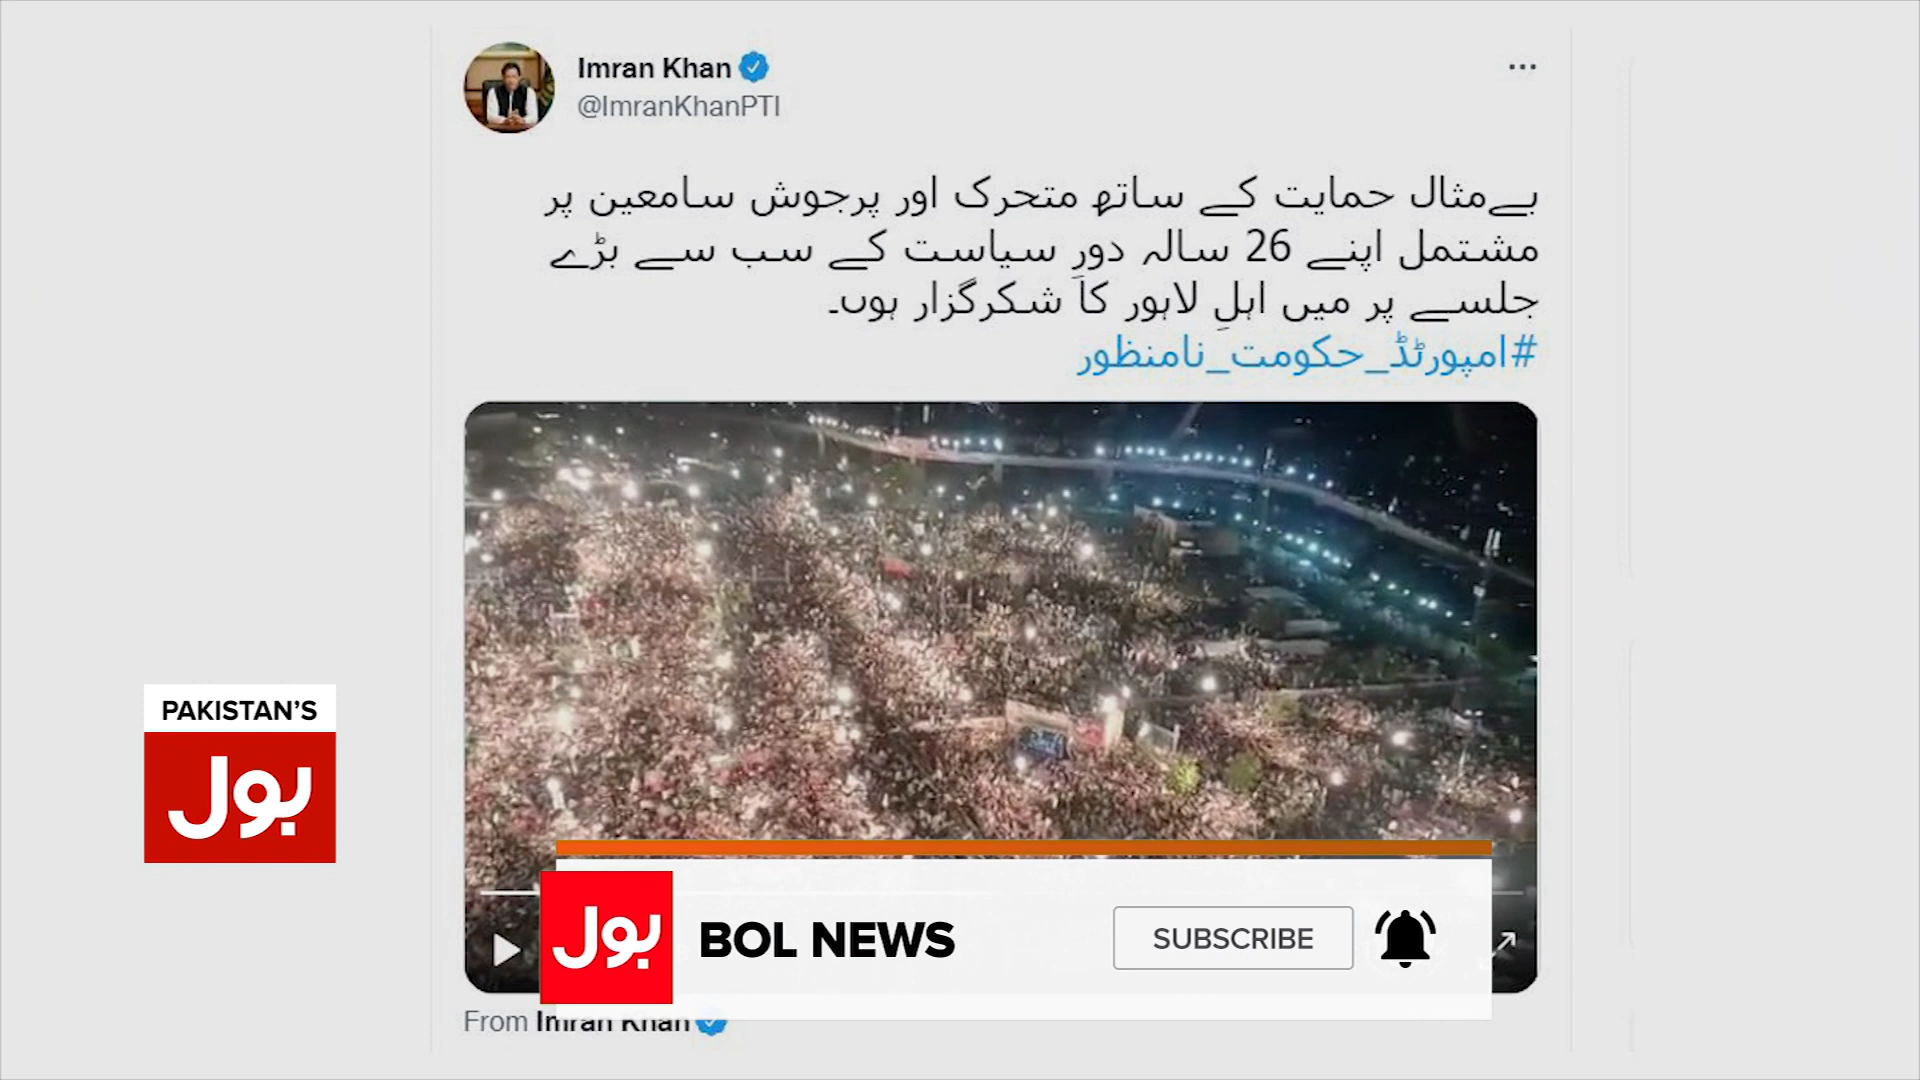 Imran Khan
@ImranKhanPTI
بےمثال حمایت کے ساتھ متحرک اور پرجوش سامعین پر
مشتمل اپنے 26 سالہ دورِ سیاست کے سب سے بڑے
جلسے پر میں اہلِ لاہور کا شکرگزار ہوں۔
#امپورٹڈ_حکومت_نامنظور
PAKISTAN'S
بول
بول
BOL NEWS
SUBSCRIBE
From Imran Khan